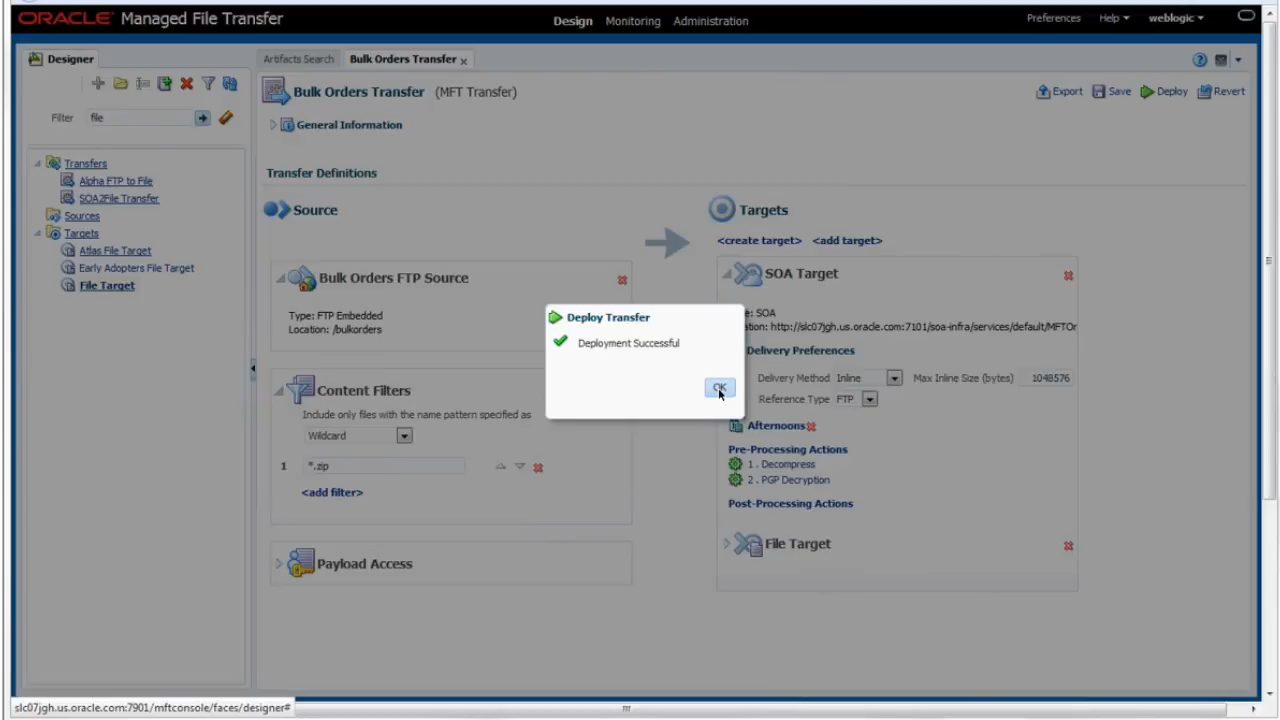 ORACLE Managed File Transfer
Design Monitoring Administration
Preferences Help weblogic
Designer
Artifacts Search Bulk Orders Transfer
Bulk Orders Transfer (MFT Transfer)
Export Save Deploy Revert
Filter file
General Information
Transfers
Alpha FTP to File
SOA2File Transfer
Sources
Targets
Atlas File Target
Early Adopters File Target
File Target
Transfer Definitions
Source
Bulk Orders FTP Source
Type: FTP Embedded
Location: /bulkorders
Content Filters
Include only files with the name pattern specified as
Wildcard
1 *.zip
<add filter>
Payload Access
Deploy Transfer
Deployment Successful
OK
Targets
<create target> <add target>
SOA Target
e: SOA
ation: http://slc07jgh.us.oracle.com:7101/soa-infra/services/default/MFTOr
Delivery Preferences
Delivery Method Inline Max Inline Size (bytes) 1048576
Reference Type FTP
Afternoons
Pre-Processing Actions
1 . Decompress
2 . PGP Decryption
Post-Processing Actions
File Target
slc07jgh.us.oracle.com:7901/mftconsole/faces/designer#